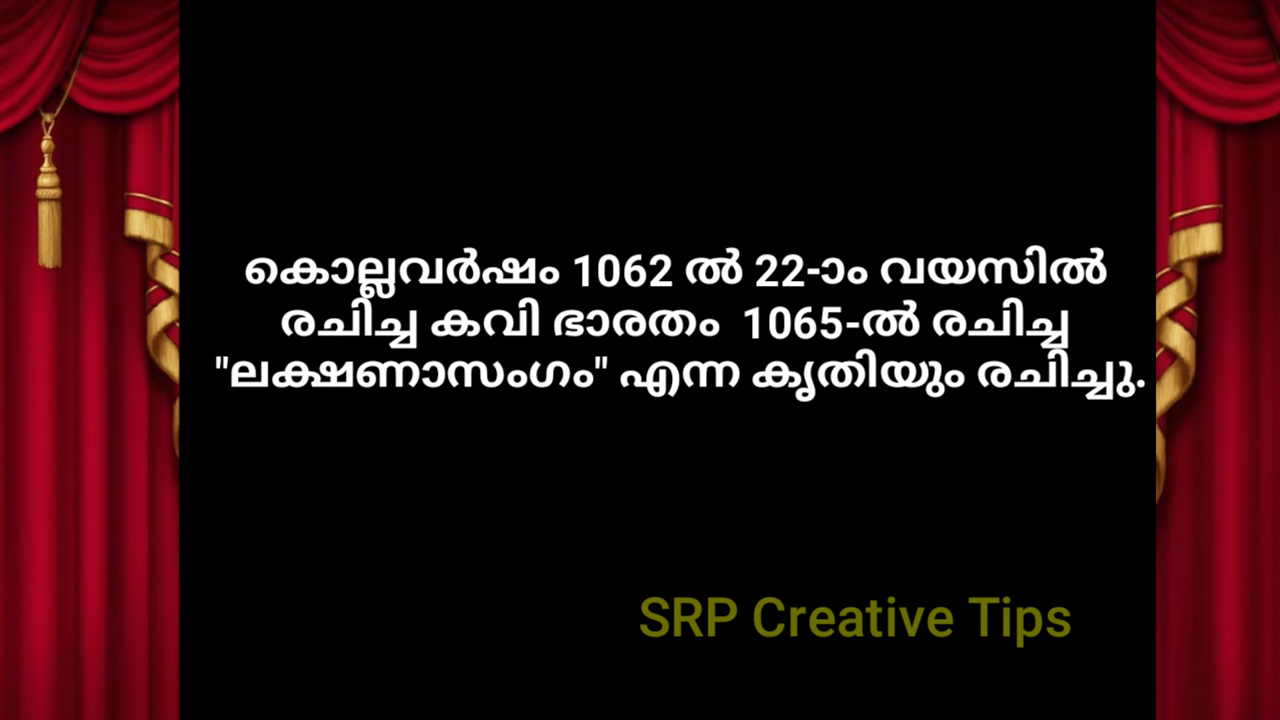 കൊല്ലവർഷം 1062 ൽ 22-ാം വയസിൽ
രചിച്ച കവി ഭാരതം 1065-ൽ രചിച്ച
"ലക്ഷണാസംഗം" എന്ന കൃതിയും രചിച്ചു.
SRP Creative Tips